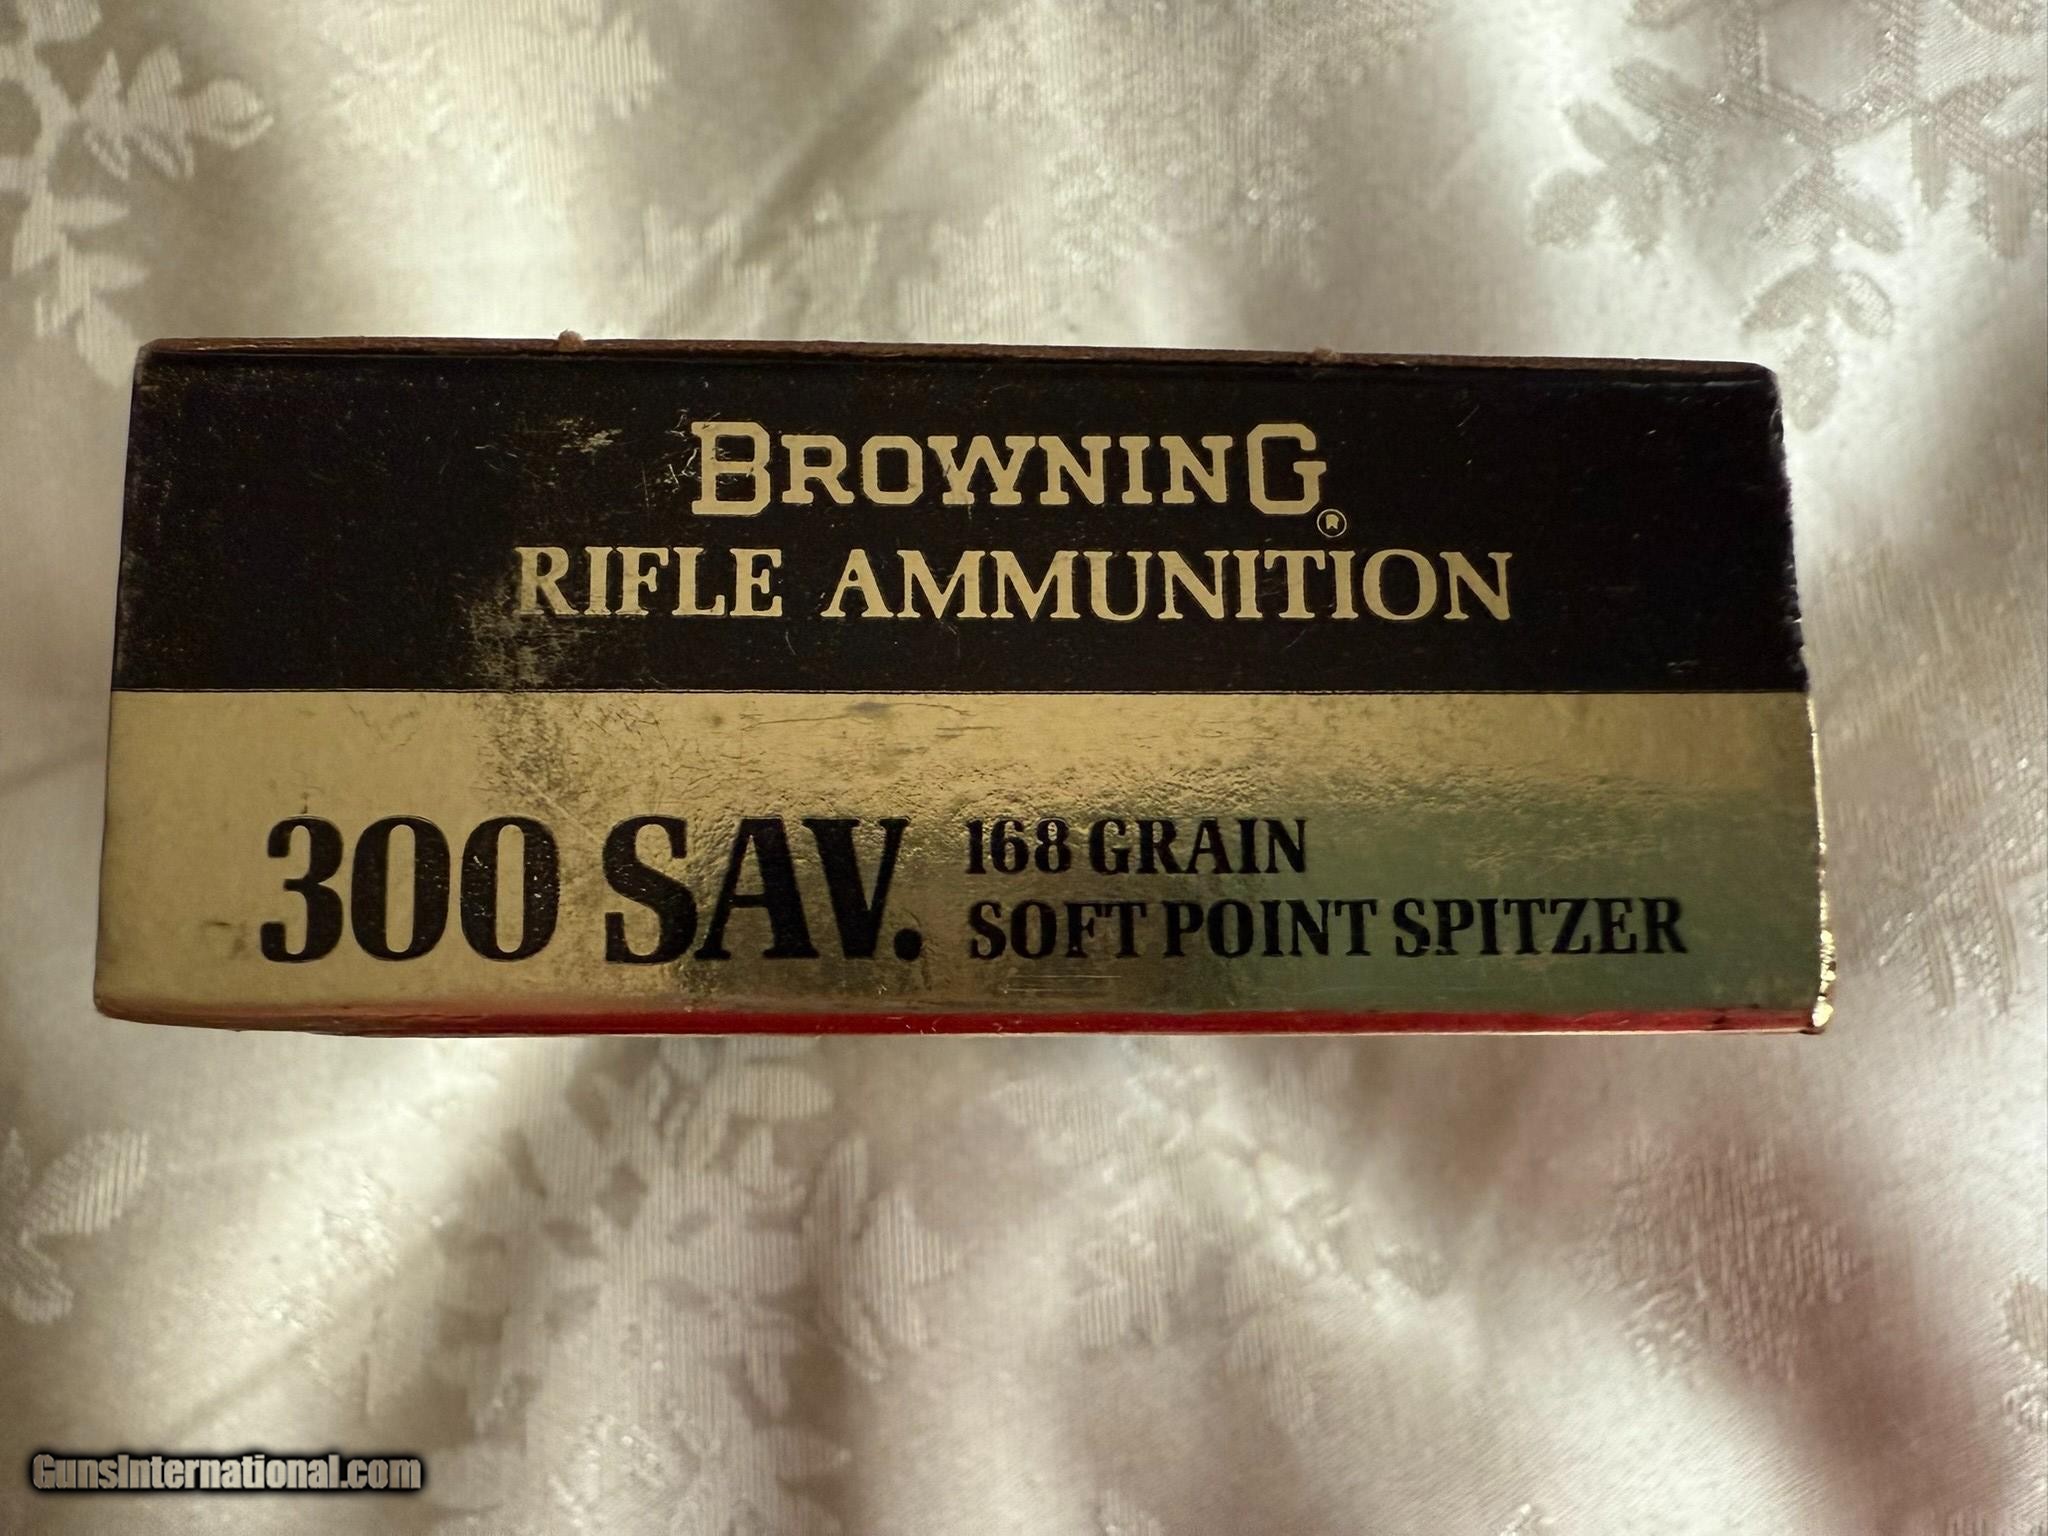 BROWNING®
RIFLE AMMUNITION
300 SAV. 168 GRAIN
SOFT POINT SPITZER
GunsInternational.com